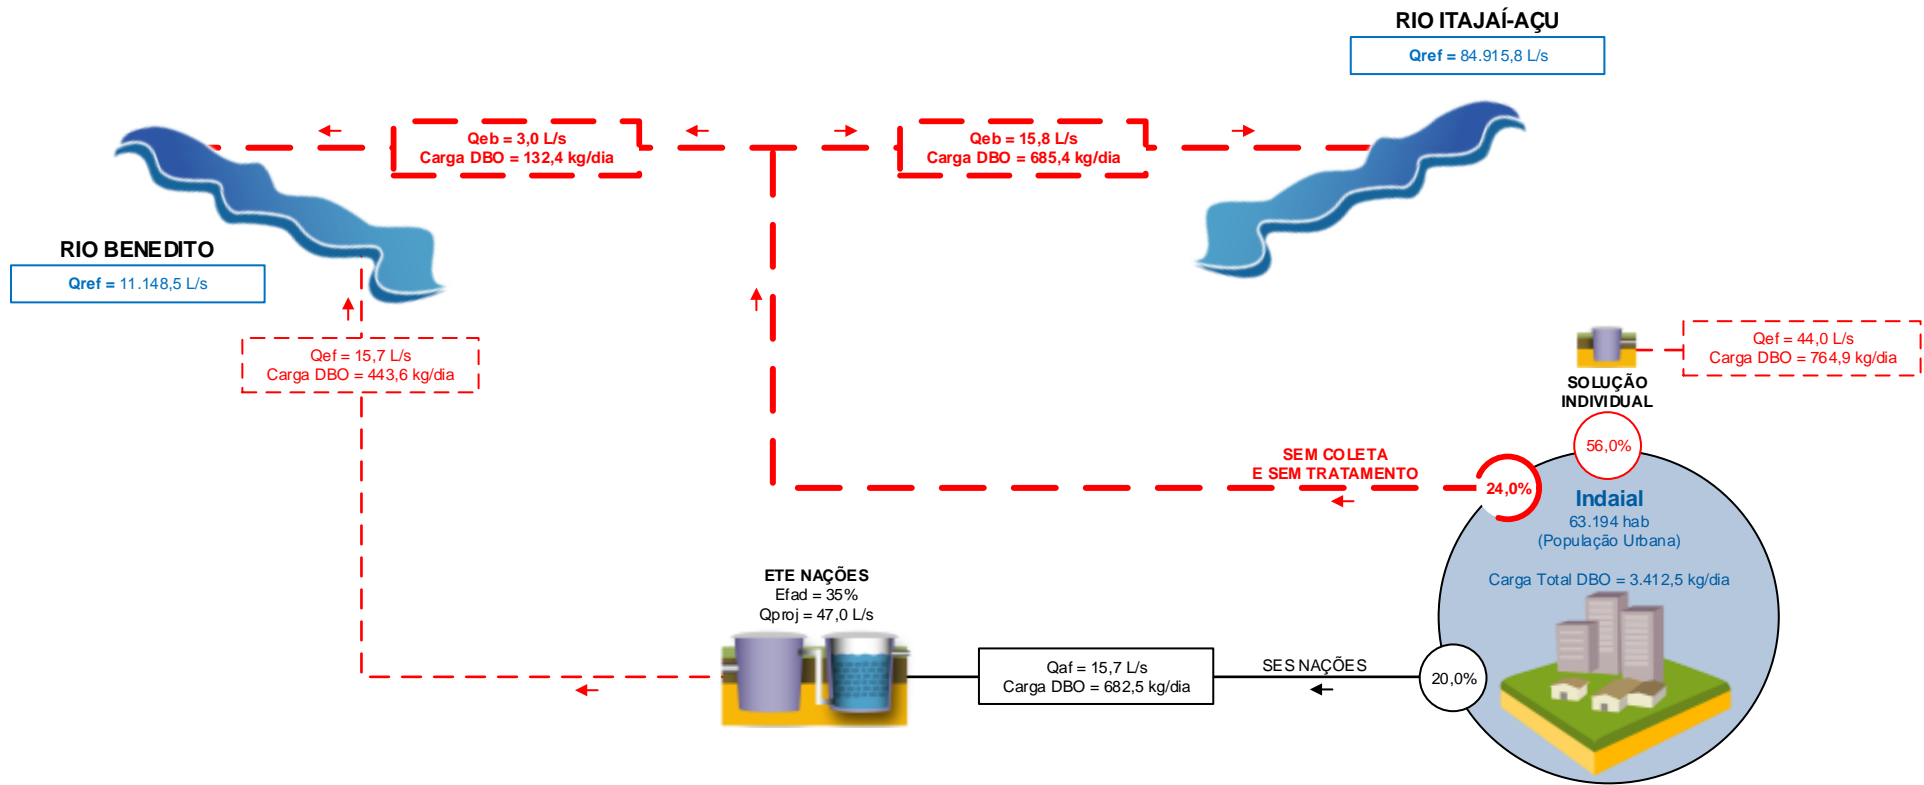 RIO ITAJAÍ-AÇU
Qref = 84.915,8 L/s
Qeb = 3,0 L/s
Carga DBO = 132,4 kg/dia
Qeb = 15,8 L/s
Carga DBO = 685,4 kg/dia
RIO BENEDITO
Qref = 11.148,5 L/s
Qef = 15,7 L/s
Carga DBO = 443,6 kg/dia
Qef = 44,0 L/s
Carga DBO = 764,9 kg/dia
SOLUÇÃO
INDIVIDUAL
56,0%
SEM COLETA
E SEM TRATAMENTO
24,0%
Indaial
63.194 hab
(População Urbana)
Carga Total DBO = 3.412,5 kg/dia
ETE NAÇÕES
Efad = 35%
Qproj = 47,0 L/s
Qaf = 15,7 L/s
Carga DBO = 682,5 kg/dia
SES NAÇÕES
20,0%